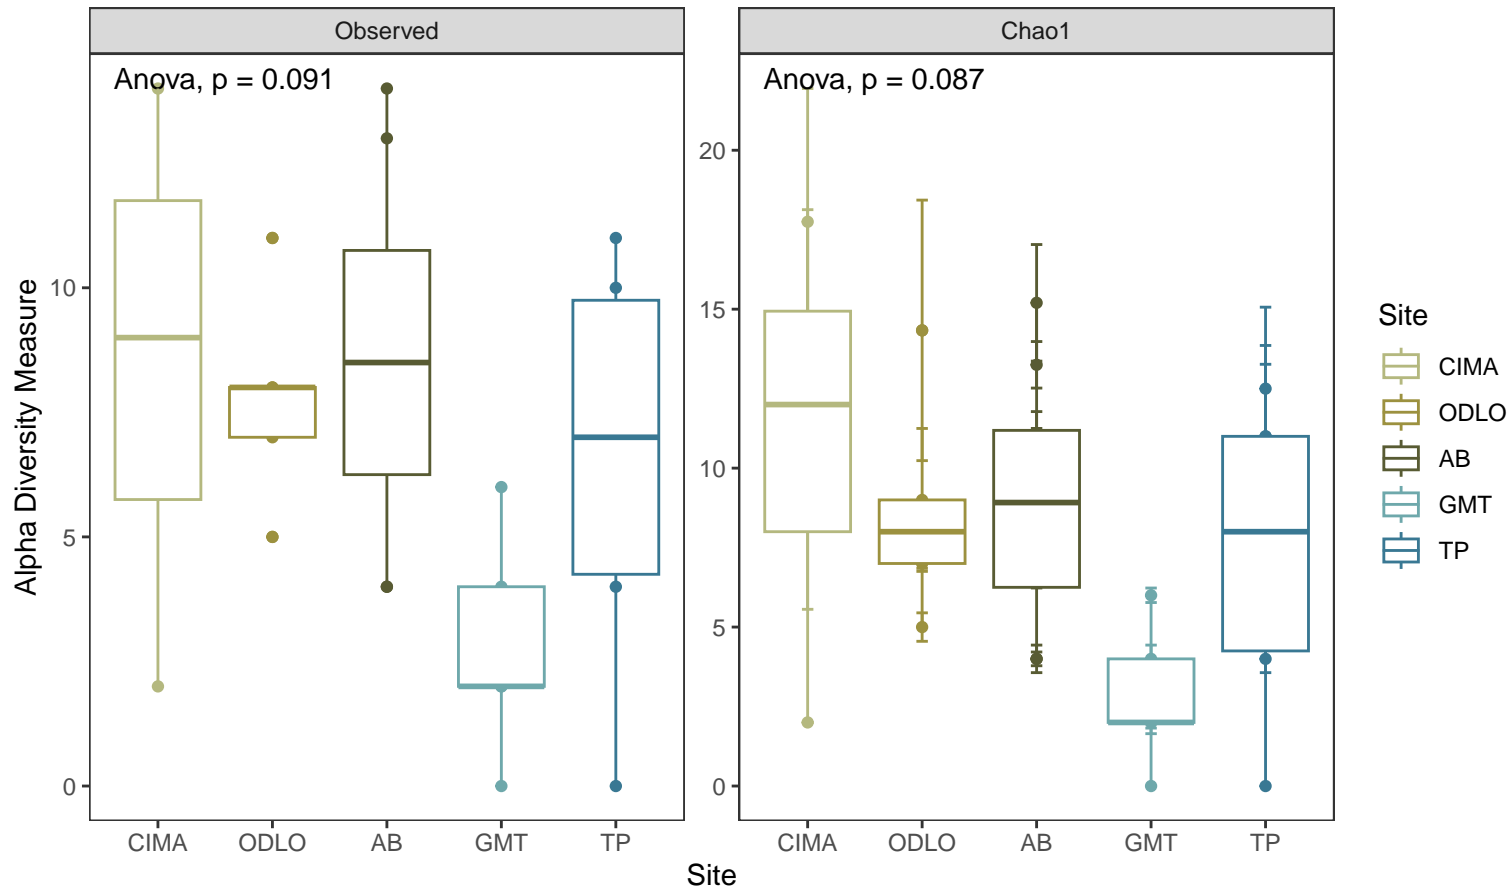 Observed
Chao1
Anova, p = 0.091
Anova, p = 0.087
Alpha Diversity Measure
10
5
0
20
15
10
5
0
CIMA ODLO AB GMT TP
CIMA ODLO AB GMT TP
Site
Site
CIMA
ODLO
AB
GMT
TP